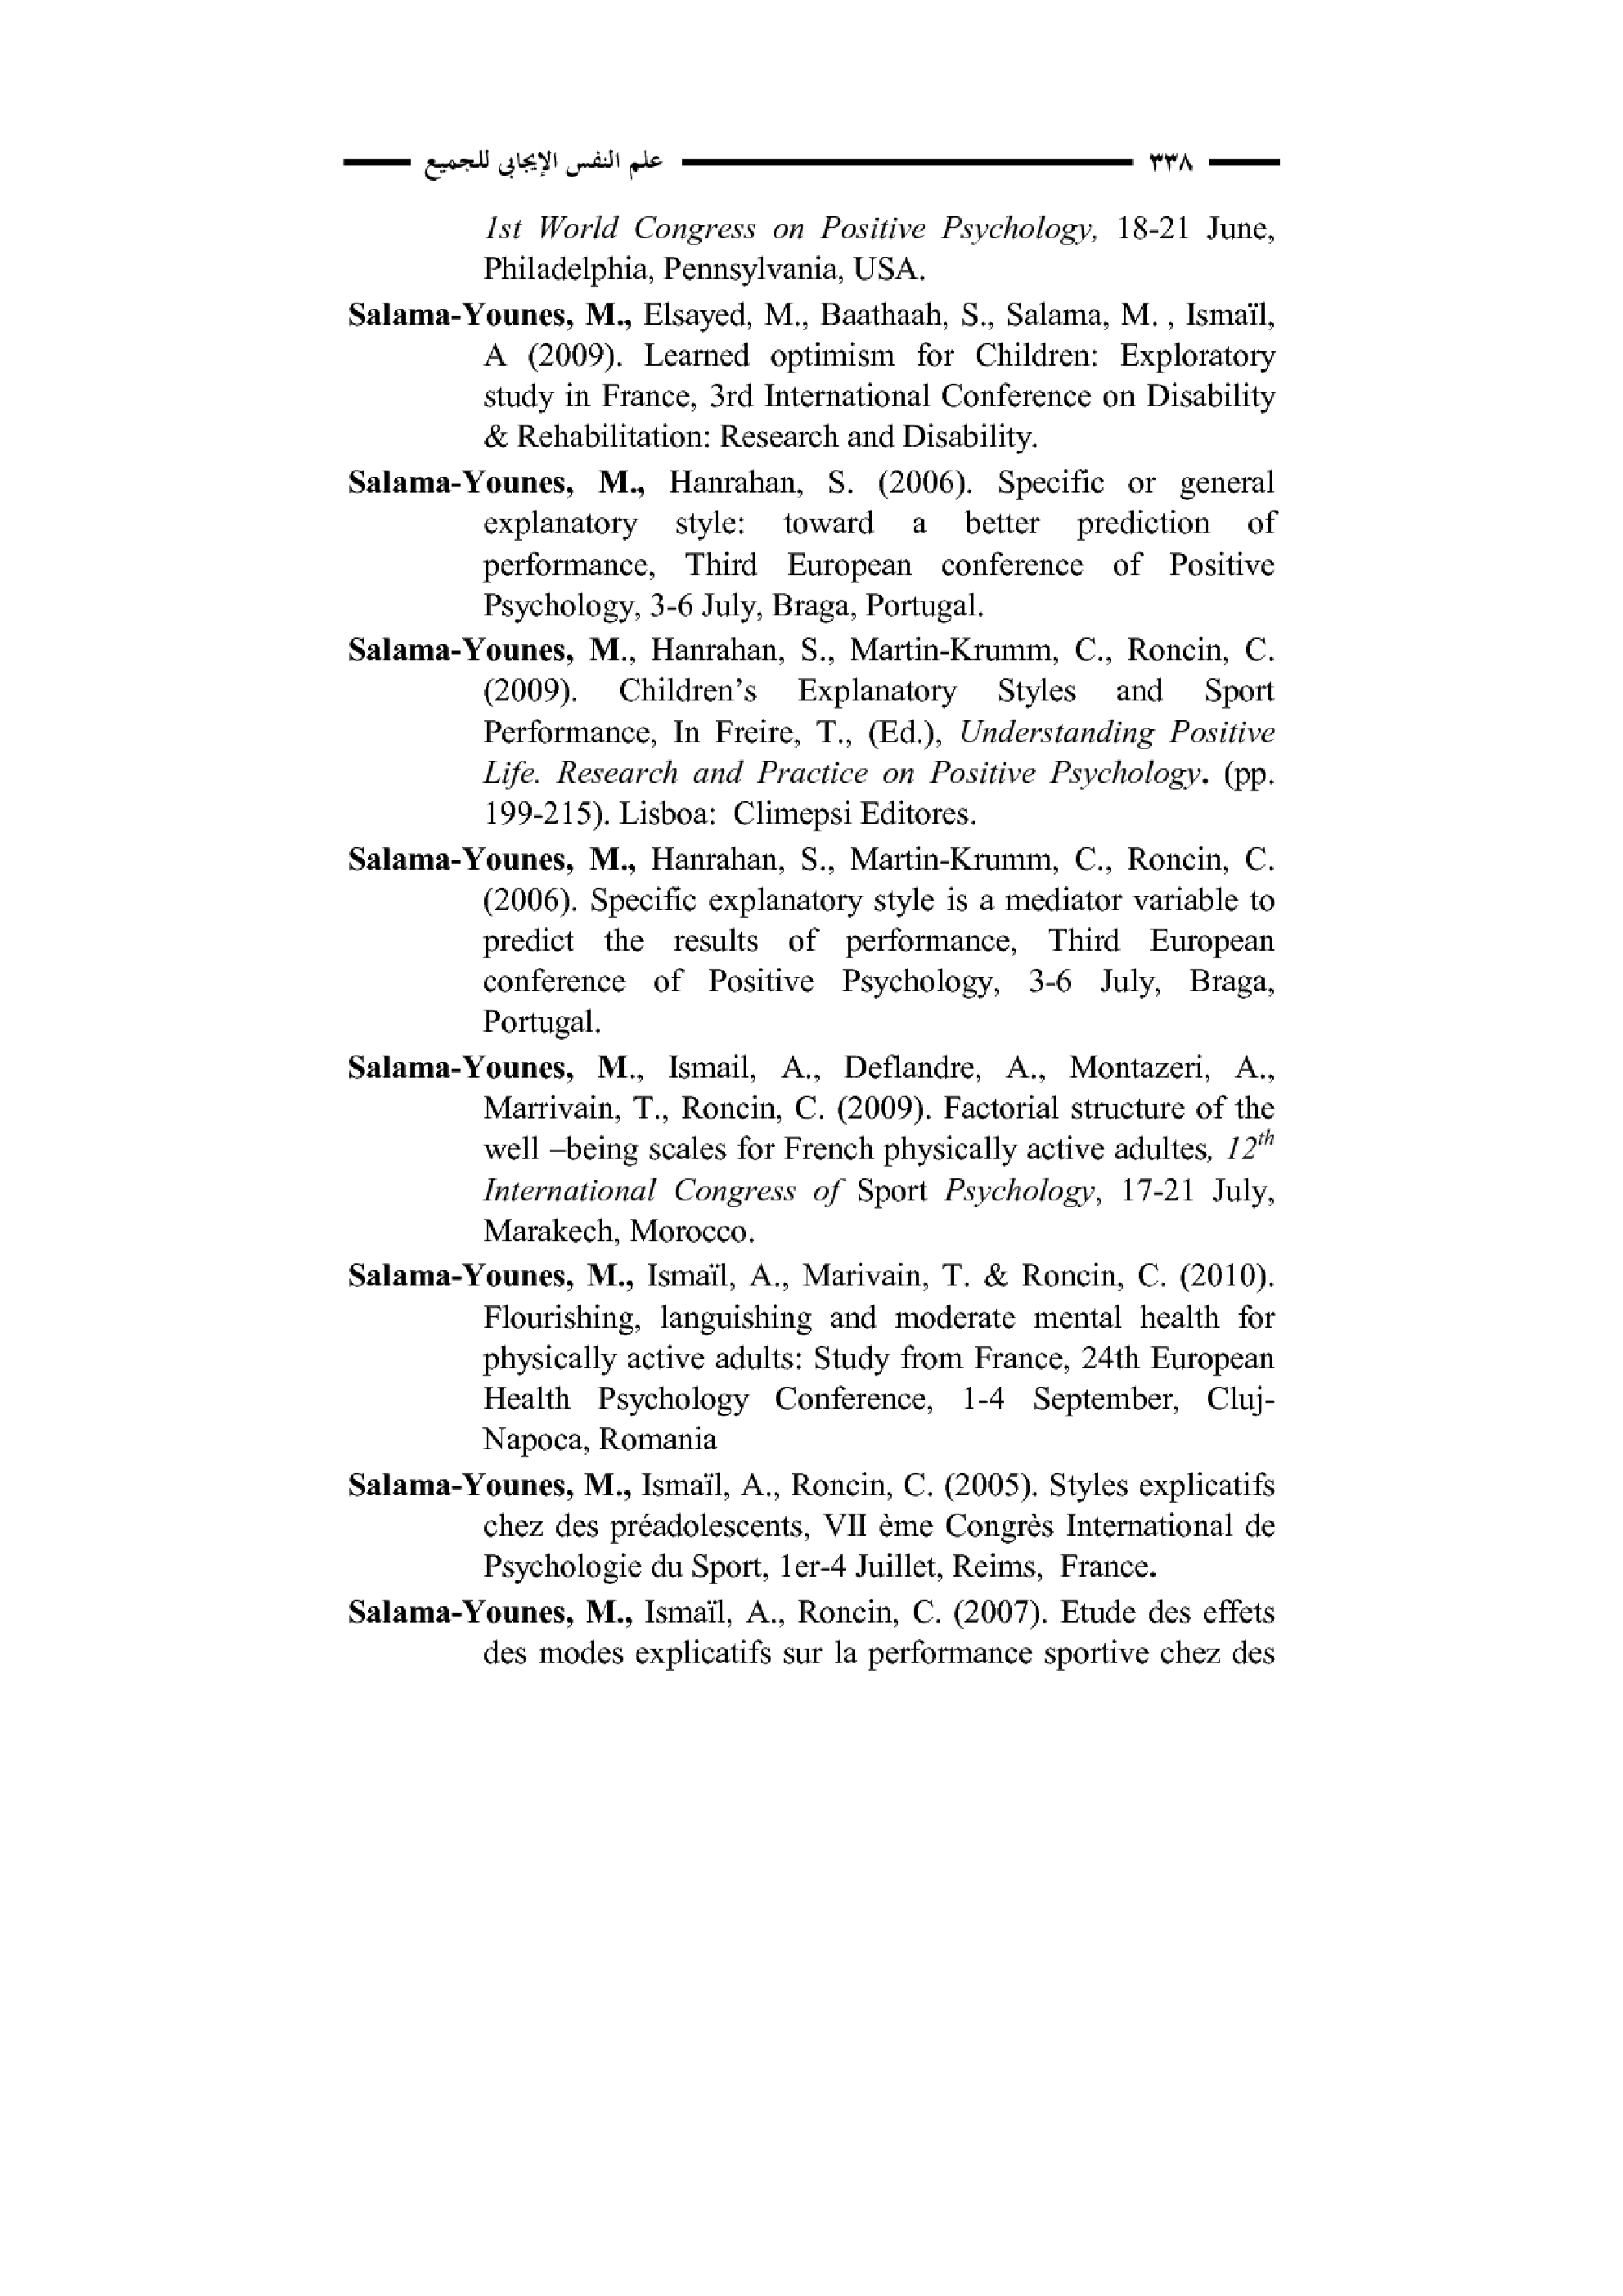 ٣٣٨ علم النفس الإيجابي للجميع
1st World Congress on Positive Psychology, 18-21 June,
Philadelphia, Pennsylvania, USA.
Salama-Younes, M., Elsayed, M., Baathaah, S., Salama, M. , Ismaïl,
A (2009). Learned optimism for Children: Exploratory
study in France, 3rd International Conference on Disability
& Rehabilitation: Research and Disability.
Salama-Younes, M., Hanrahan, S. (2006). Specific or general
explanatory style: toward a better prediction of
performance, Third European conference of Positive
Psychology, 3-6 July, Braga, Portugal.
Salama-Younes, M., Hanrahan, S., Martin-Krumm, C., Roncin, C.
(2009). Children’s Explanatory Styles and Sport
Performance, In Freire, T., (Ed.), Understanding Positive
Life. Research and Practice on Positive Psychology. (pp.
199-215). Lisboa: Climepsi Editores.
Salama-Younes, M., Hanrahan, S., Martin-Krumm, C., Roncin, C.
(2006). Specific explanatory style is a mediator variable to
predict the results of performance, Third European
conference of Positive Psychology, 3-6 July, Braga,
Portugal.
Salama-Younes, M., Ismail, A., Deflandre, A., Montazeri, A.,
Marrivain, T., Roncin, C. (2009). Factorial structure of the
well –being scales for French physically active adultes, 12th
International Congress of Sport Psychology, 17-21 July,
Marakech, Morocco.
Salama-Younes, M., Ismaïl, A., Marivain, T. & Roncin, C. (2010).
Flourishing, languishing and moderate mental health for
physically active adults: Study from France, 24th European
Health Psychology Conference, 1-4 September, Cluj-
Napoca, Romania
Salama-Younes, M., Ismaïl, A., Roncin, C. (2005). Styles explicatifs
chez des préadolescents, VII ème Congrès International de
Psychologie du Sport, 1er-4 Juillet, Reims, France.
Salama-Younes, M., Ismaïl, A., Roncin, C. (2007). Etude des effets
des modes explicatifs sur la performance sportive chez des